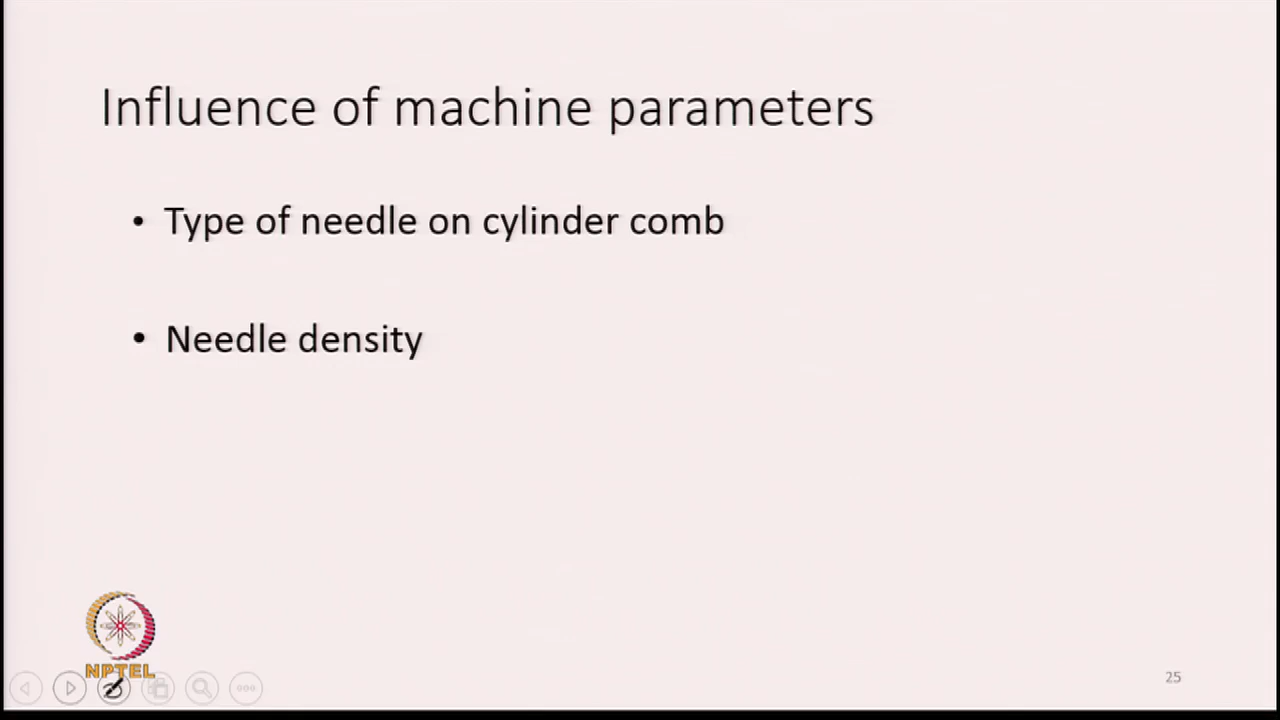 Influence of machine parameters
• Type of needle on cylinder comb
• Needle density
NPTEL
25